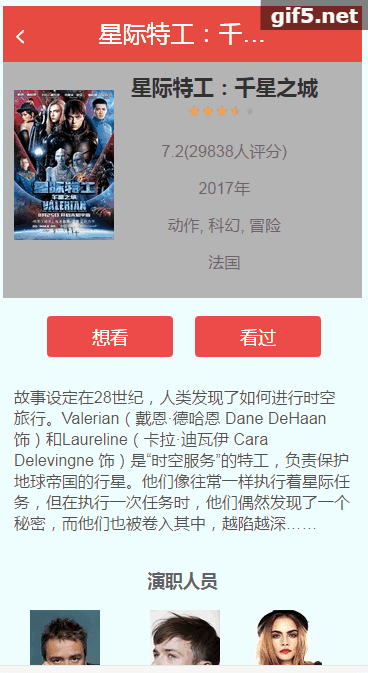 gif5.net
星际特工：千...
星际特工：千星之城
7.2(29838人评分)
2017年
动作, 科幻, 冒险
法国
星际特工
千星之城
VALERIAN
想看
看过
故事设定在28世纪，人类发现了如何进行时空
旅行。Valerian（戴恩·德哈恩 Dane DeHaan
饰）和Laureline（卡拉·迪瓦伊 Cara
Delevingne 饰）是“时空服务”的特工，负责保护
地球帝国的行星。他们像往常一样执行着星际任
务，但在执行一次任务时，他们偶然发现了一个
秘密，而他们也被卷入其中，越陷越深……
演职人员